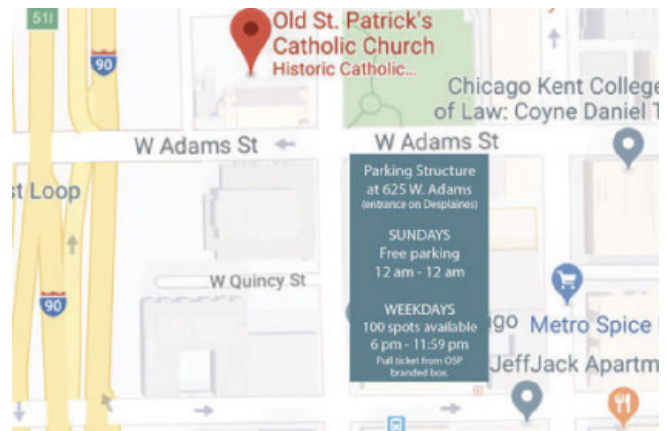 51I
90
Old St. Patrick's
Catholic Church
Historic Catholic...
Chicago Kent College
of Law: Coyne Daniel T
W Adams St
W Adams St
st Loop
Parking Structure
at 625 W. Adams
(entrance on Desplaines)
SUNDAYS
Free parking
12 am - 12 am
W Quincy St
90
WEEKDAYS
100 spots available
6 pm - 11:59 pm
Pull ticket from OSP
branded box.
go
Metro Spice
JeffJack Apartm